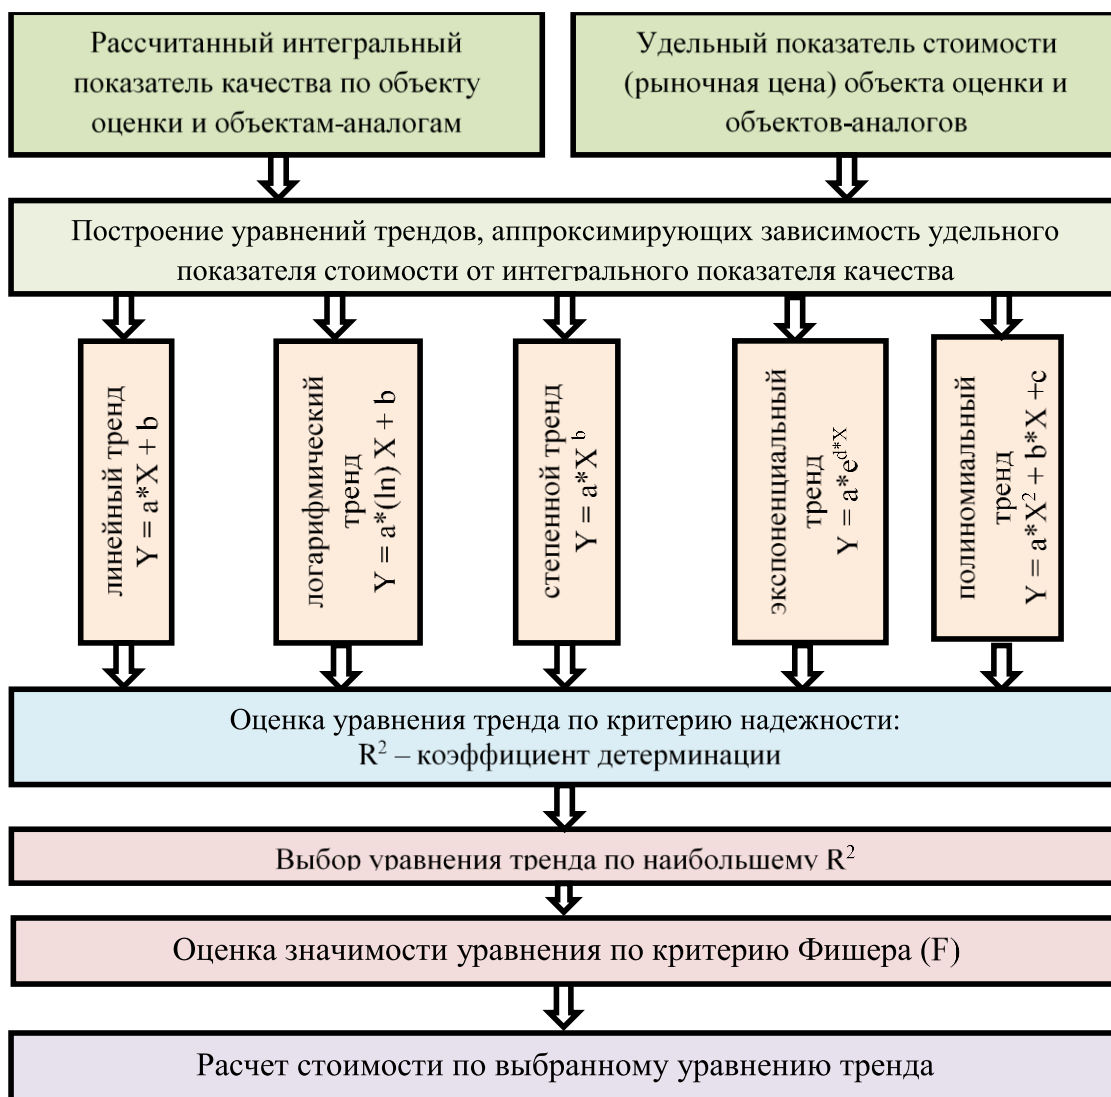 Рассчитанный интегральный
показатель качества по объекту
оценки и объектам-аналогам
Удельный показатель стоимости
(рыночная цена) объекта оценки и
объектов-аналогов
Построение уравнений трендов, аппроксимирующих зависимость удельного
показателя стоимости от интегрального показателя качества
линейный тренд
Y = a*X + b
логарифмический
тренд
Y = a*(ln) X + b
степенной тренд
Y = a*X ᵇ
экспоненциальный
тренд
Y = a*e^d*X
полиномиальный
тренд
Y = a*X² + b*X +c
Оценка уравнения тренда по критерию надежности:
R² – коэффициент детерминации
Выбор уравнения тренда по наибольшему R²
Оценка значимости уравнения по критерию Фишера (F)
Расчет стоимости по выбранному уравнению тренда